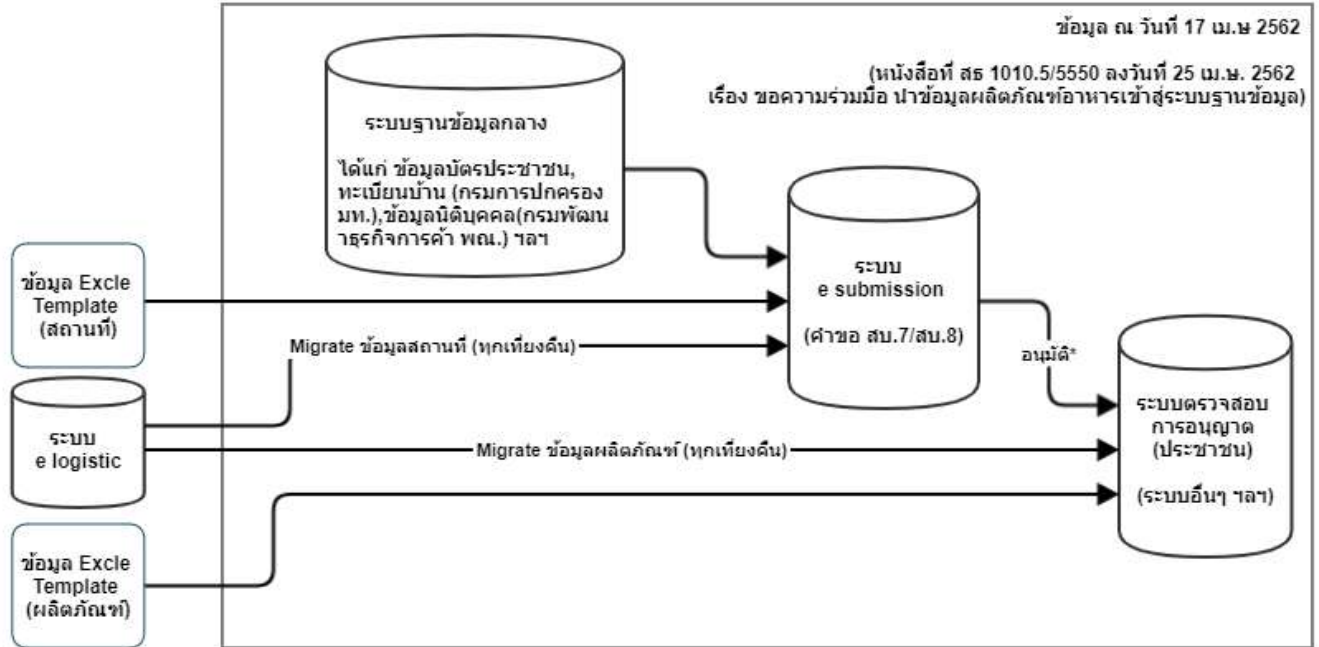 ข้อมูล ณ วันที่ 17 เม.ษ 2562
(หนังสือที่ สธ 1010.5/5550 ลงวันที่ 25 เม.ษ. 2562
เรื่อง ขอความร่วมมือ นำข้อมูลผลิตภัณฑ์อาหารเข้าสู่ระบบฐานข้อมูล)
ระบบฐานข้อมูลกลาง
ได้แก่ ข้อมูลบัตรประชาชน,
ทะเบียนบ้าน (กรมการปกครอง
มท.),ข้อมูลนิติบุคคล(กรมพัฒน
าธุรกิจการค้า พณ.) ฯลฯ
ข้อมูล Excle
Template
(สถานที่)
ระบบ
e submission
(คำขอ สบ.7/สบ.8)
Migrate ข้อมูลสถานที่ (ทุกเที่ยงคืน)
อนุมัติ*
ระบบ
e logistic
Migrate ข้อมูลผลิตภัณฑ์ (ทุกเที่ยงคืน)
ระบบตรวจสอบ
การอนุญาต
(ประชาชน)
(ระบบอื่นๆ ฯลฯ)
ข้อมูล Excle
Template
(ผลิตภัณฑ์)